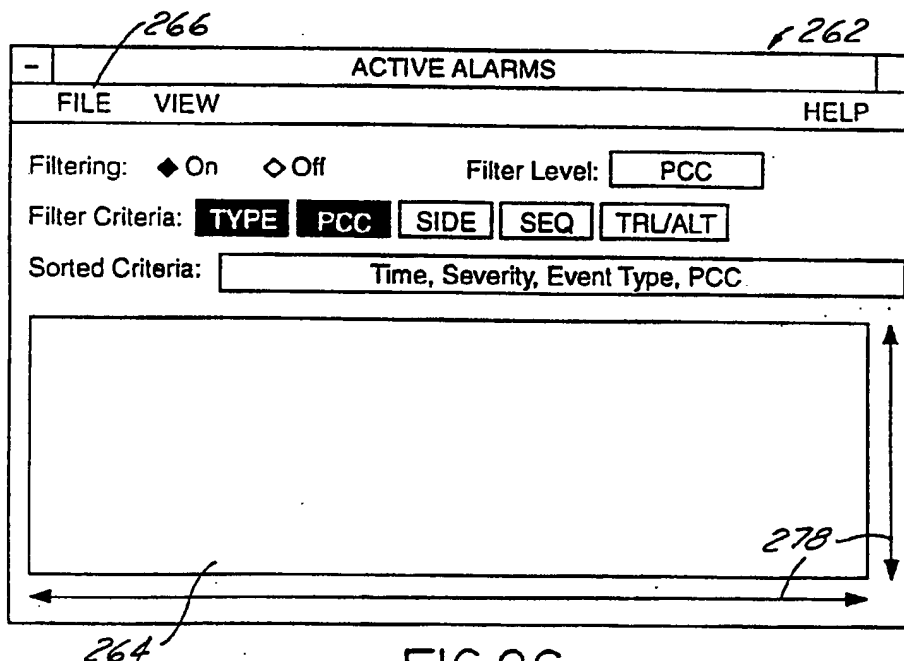 266
262
- ACTIVE ALARMS
FILE VIEW HELP
Filtering: ◆ On ◇ Off Filter Level: PCC
Filter Criteria: TYPE PCC SIDE SEQ TRL/ALT
Sorted Criteria: Time, Severity, Event Type, PCC
278
264